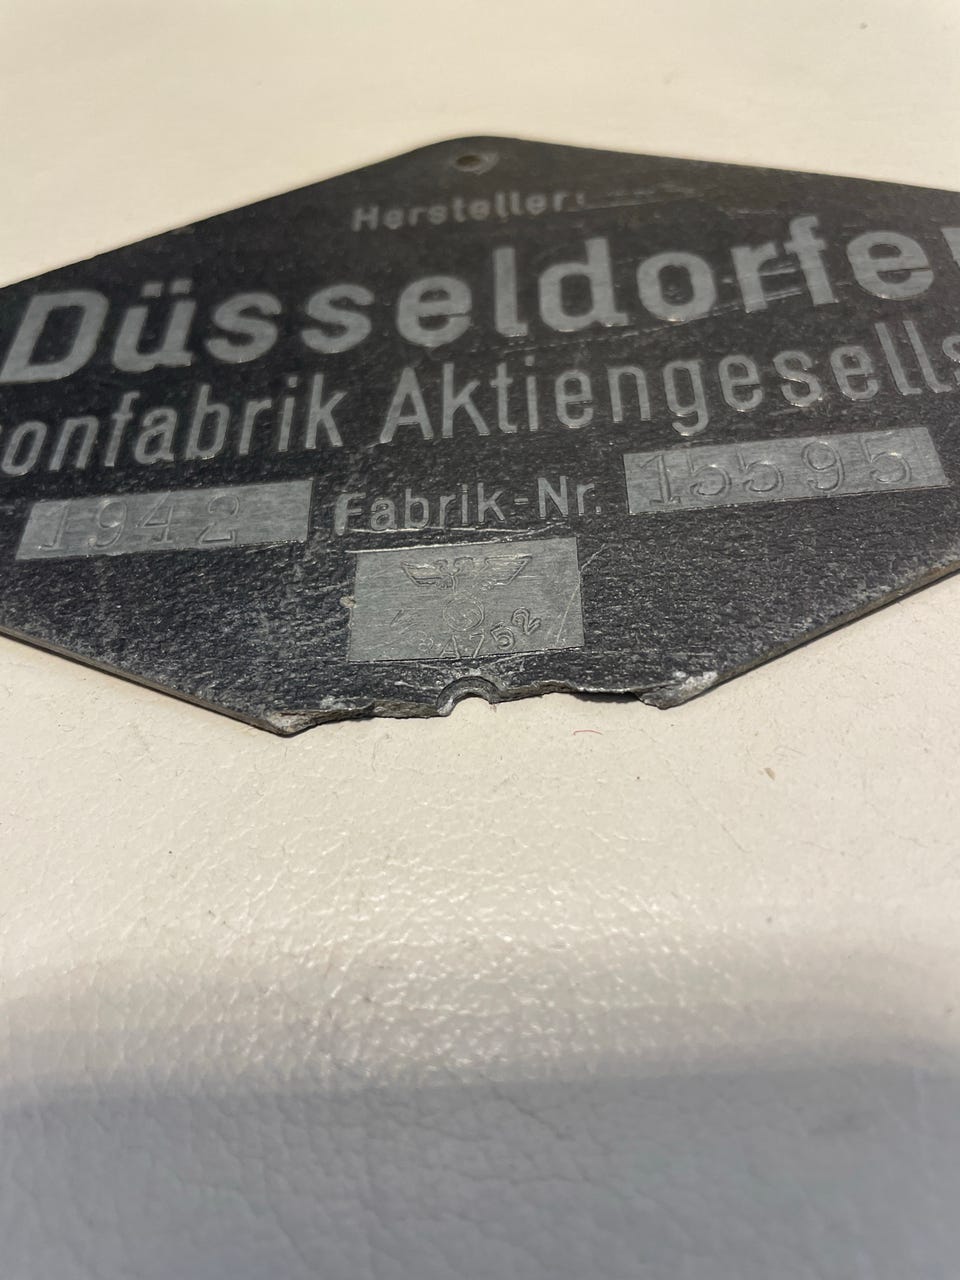 Hersteller:
Düsseldorfer
onfabrik Aktiengesells
1942 Fabrik-Nr. 15595
A752